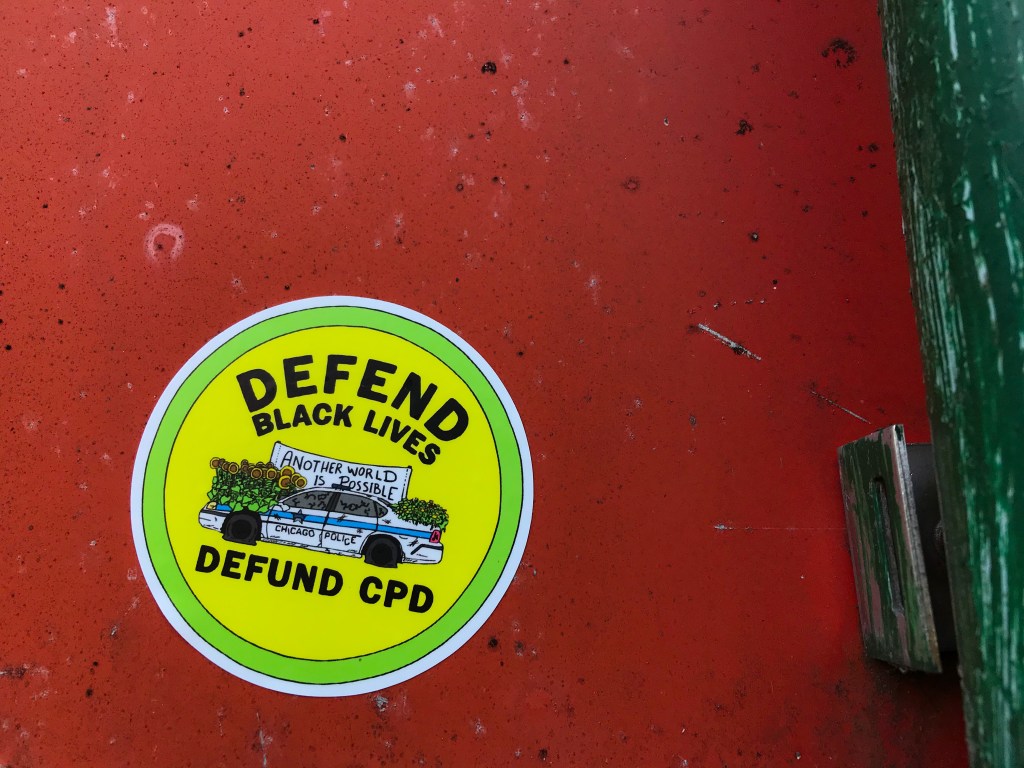 DEFEND
BLACK LIVES
ANOTHER WORLD
IS POSSIBLE
CHICAGO POLICE
DEFUND CPD